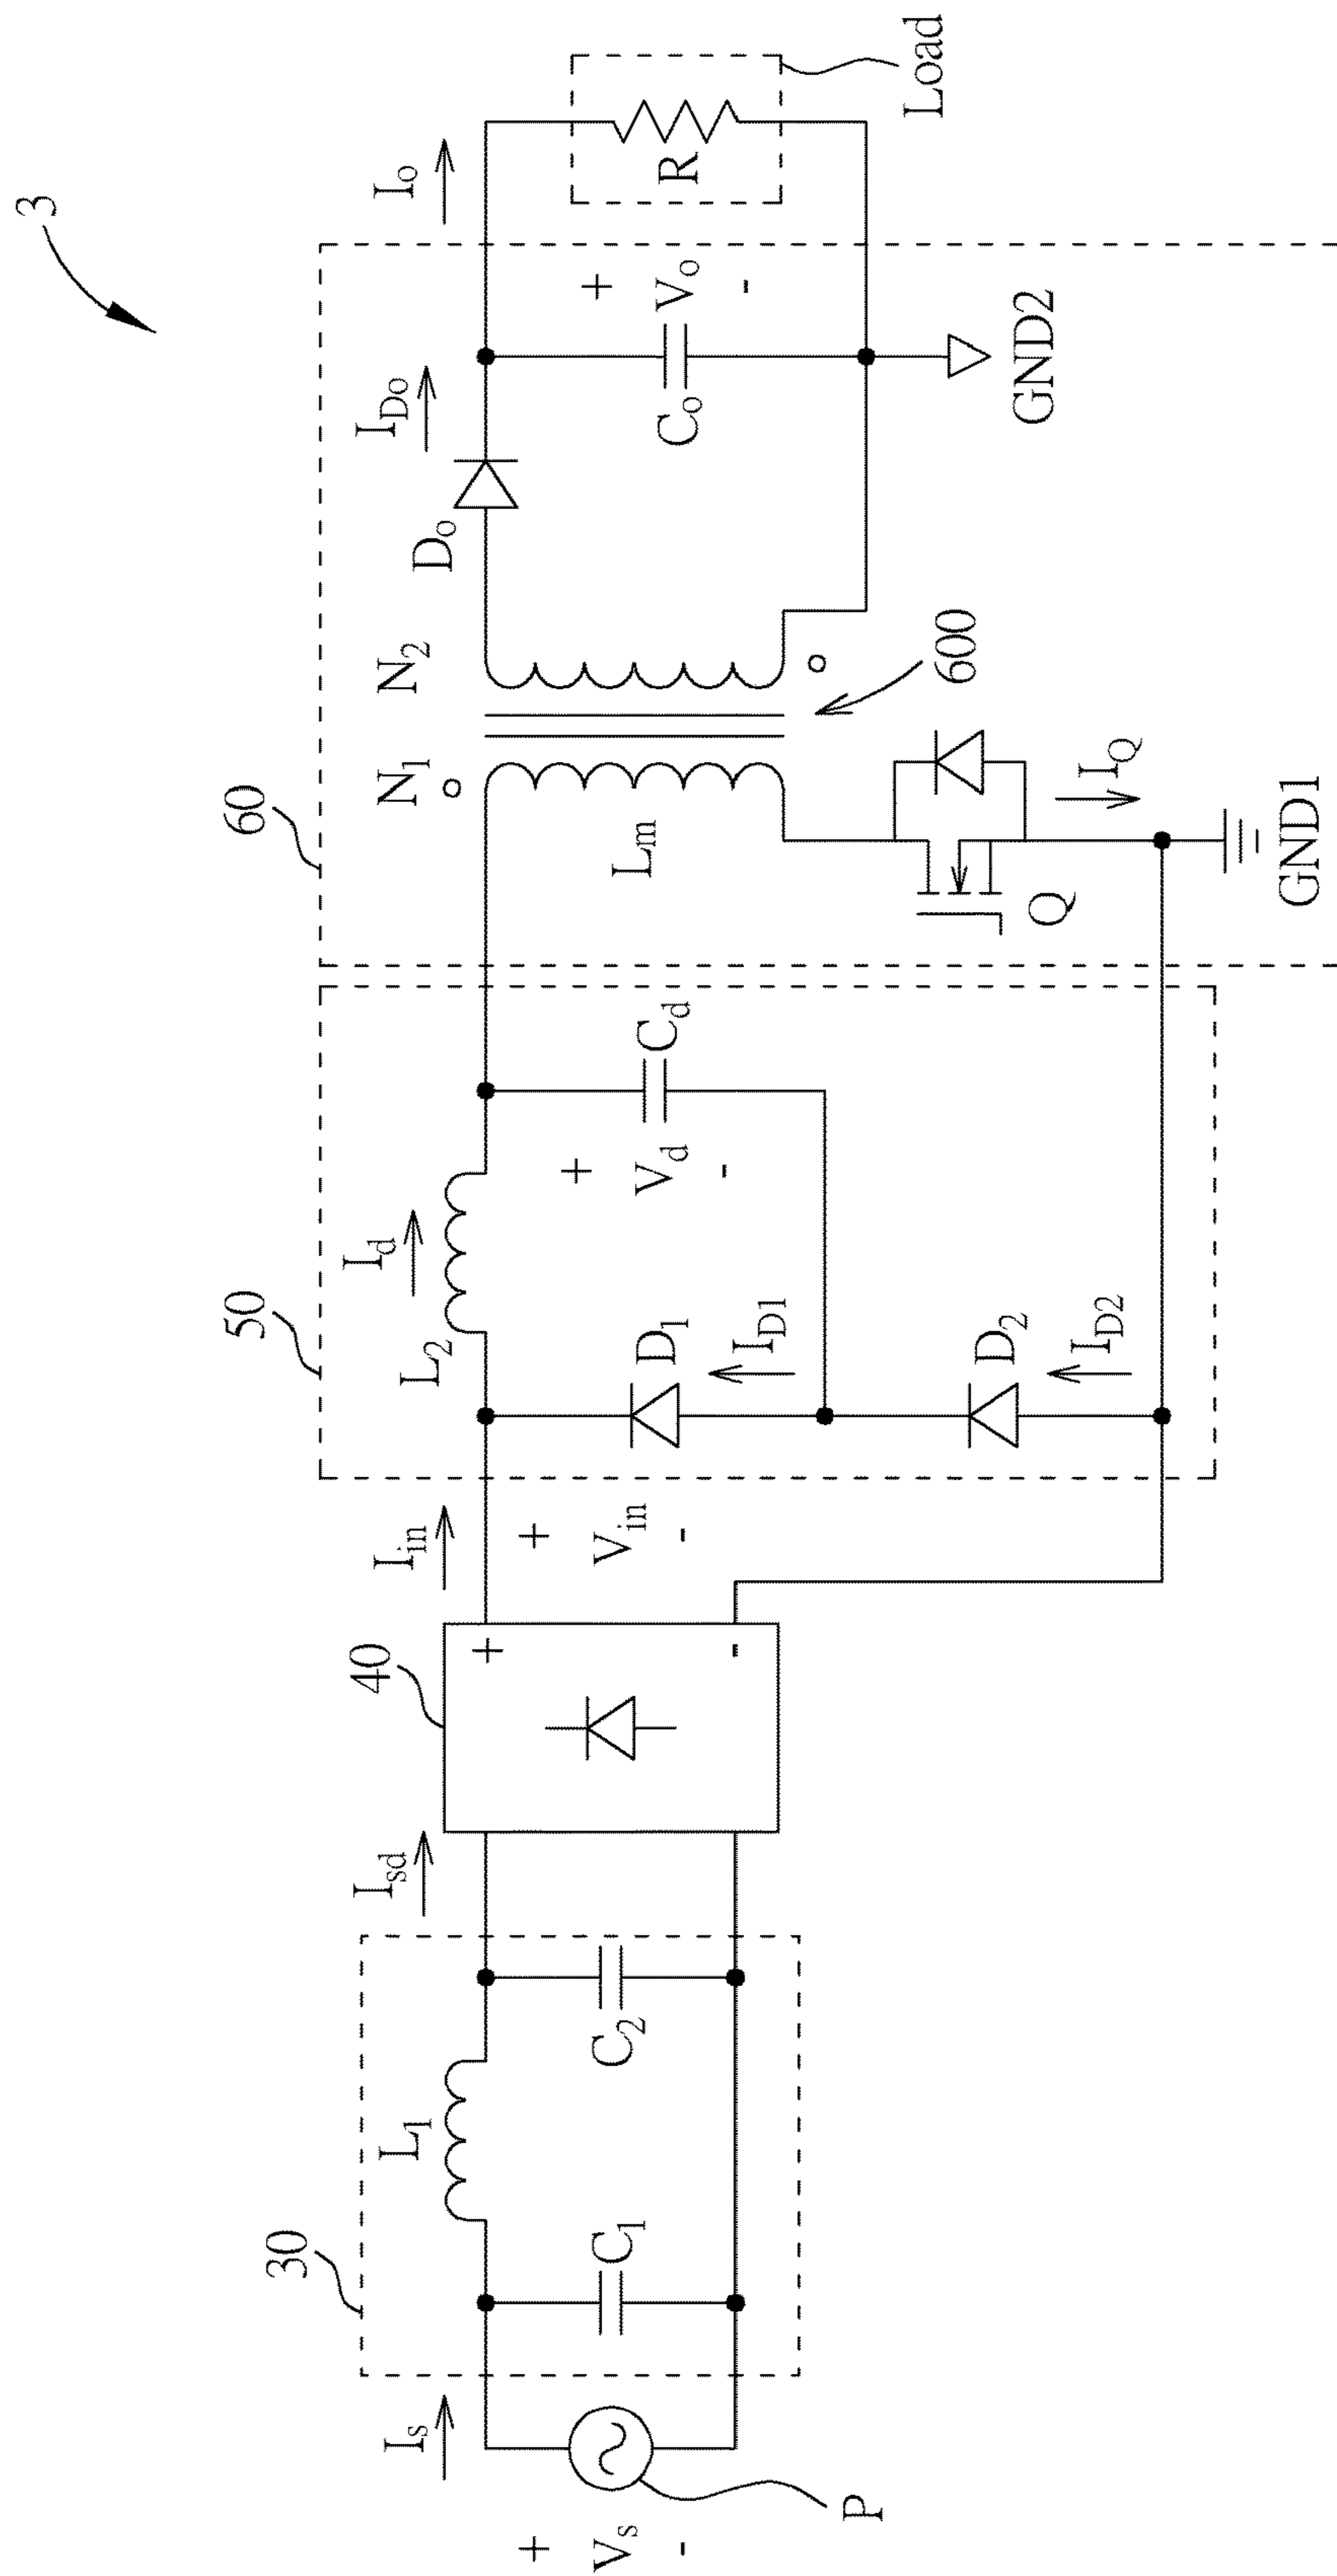 3
30
40
50
60
600
P
+
Vs
-
Is
C1
L1
C2
Isd
+
-
Iin
+
Vin
-
L2
Id
D1
ID1
D2
ID2
+
Vd
-
Cd
N1
N2
Lm
Q
IQ
GND1
Do
IDo
Co
+
Vo
-
GND2
Io
R
Load